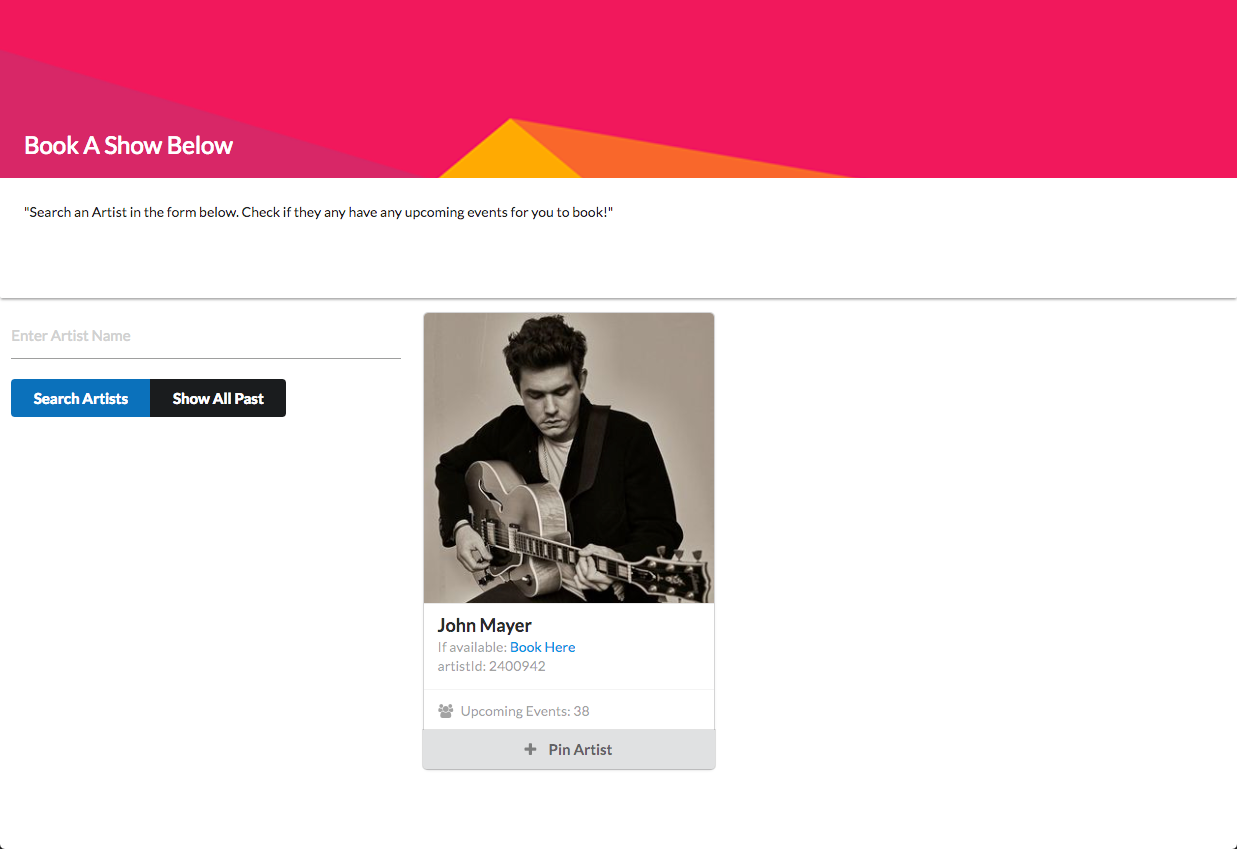 Book A Show Below
"Search an Artist in the form below. Check if they any have any upcoming events for you to book!"
Enter Artist Name
Search Artists
Show All Past
John Mayer
If available: Book Here
artistId: 2400942
Upcoming Events: 38
Pin Artist